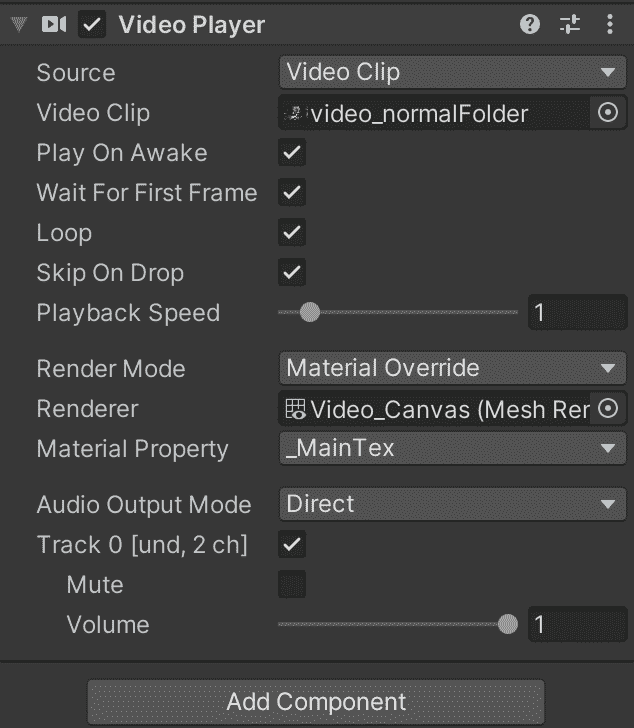 Video Player
Source Video Clip
Video Clip video_normalFolder
Play On Awake
Wait For First Frame
Loop
Skip On Drop
Playback Speed 1
Render Mode Material Override
Renderer Video_Canvas (Mesh Rer
Material Property _MainTex
Audio Output Mode Direct
Track 0 [und, 2 ch]
Mute
Volume 1
Add Component